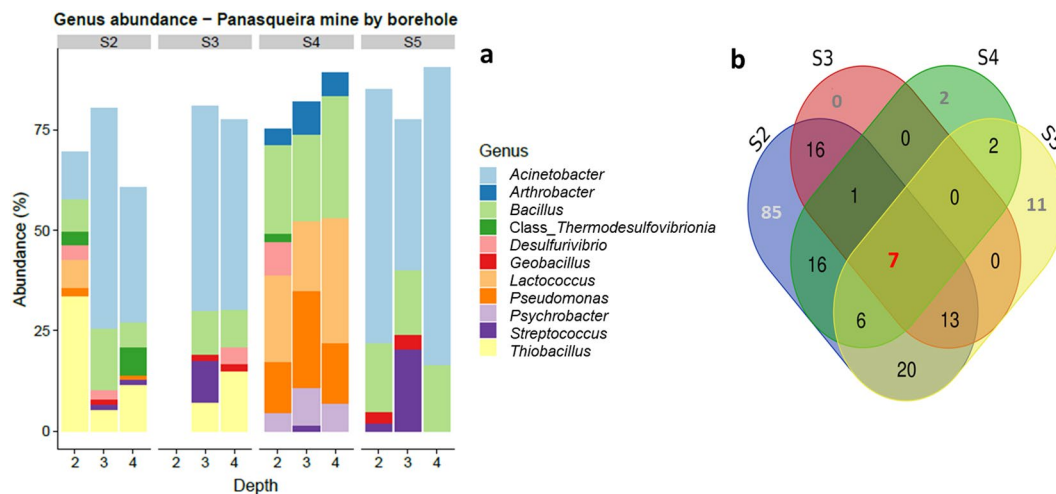 Genus abundance – Panasqueira mine by borehole
S2 S3 S4 S5
Abundance (%)
75
50
25
0
2 3 4 2 3 4 2 3 4 2 3 4
Depth
a
Genus
Acinetobacter
Arthrobacter
Bacillus
Class_Thermodesulfovibrionia
Desulfurivibrio
Geobacillus
Lactococcus
Pseudomonas
Psychrobacter
Streptococcus
Thiobacillus
b
S3 S4
S2
0 2
16 0 2
85 1 0 11
16 7 0
6 13
20